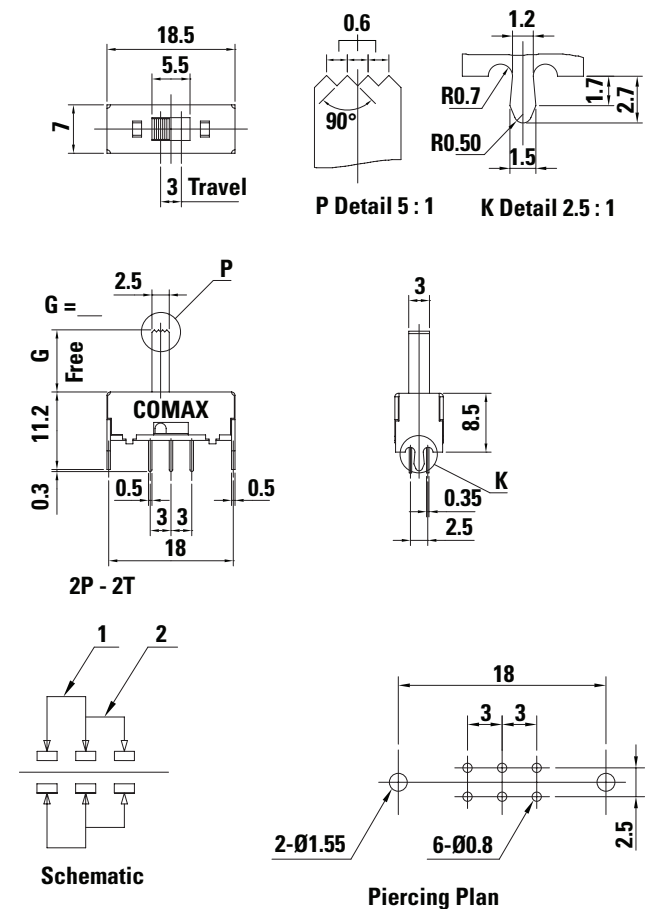 18.5
5.5
7
3 Travel
0.6
90°
P Detail 5 : 1
1.2
R0.7
1.7
2.7
R0.50
1.5
K Detail 2.5 : 1
2.5
P
G = __
G
Free
COMAX
11.2
0.3
0.5
3 3
0.5
18
2P - 2T
3
8.5
K
0.35
2.5
1 2
Schematic
18
3 3
2.5
2-Ø1.55
6-Ø0.8
Piercing Plan